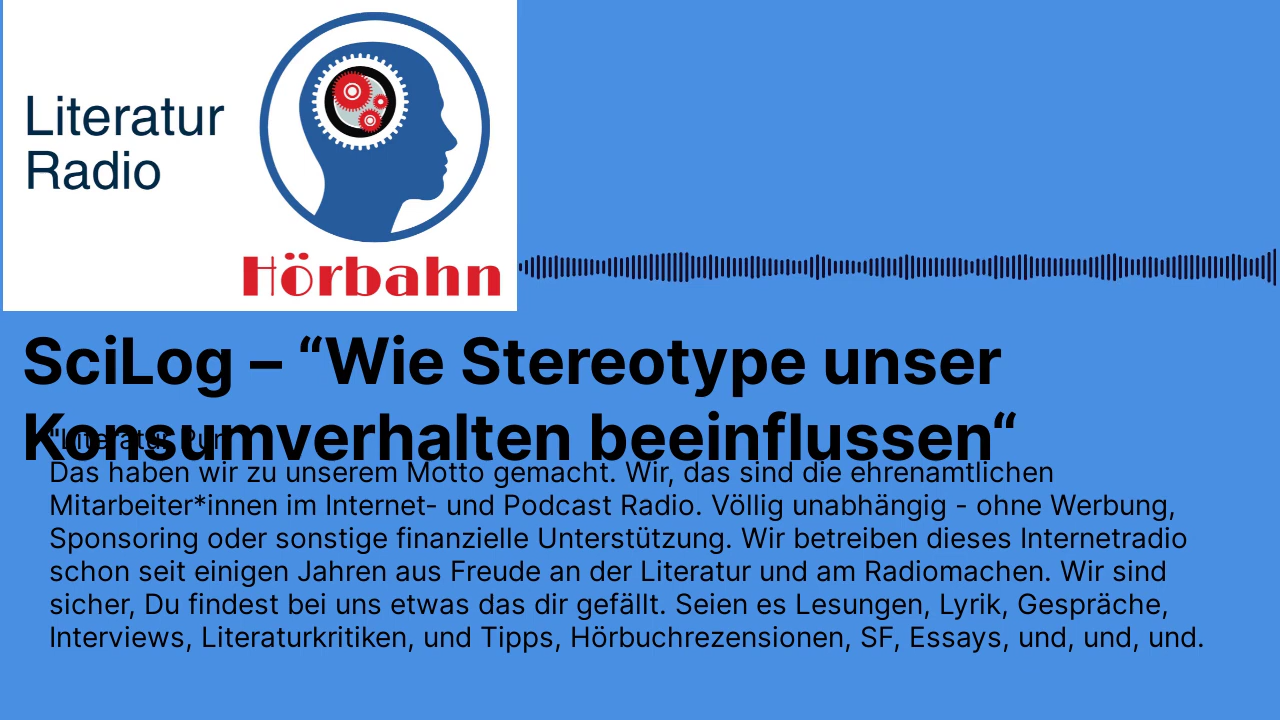 Literatur
Radio
Hörbahn
SciLog – “Wie Stereotype unser
Konsumverhalten beeinflussen“
"Literatur Pur"
Das haben wir zu unserem Motto gemacht. Wir, das sind die ehrenamtlichen
Mitarbeiter*innen im Internet- und Podcast Radio. Völlig unabhängig - ohne Werbung,
Sponsoring oder sonstige finanzielle Unterstützung. Wir betreiben dieses Internetradio
schon seit einigen Jahren aus Freude an der Literatur und am Radiomachen. Wir sind
sicher, Du findest bei uns etwas das dir gefällt. Seien es Lesungen, Lyrik, Gespräche,
Interviews, Literaturkritiken, und Tipps, Hörbuchrezensionen, SF, Essays, und, und, und.